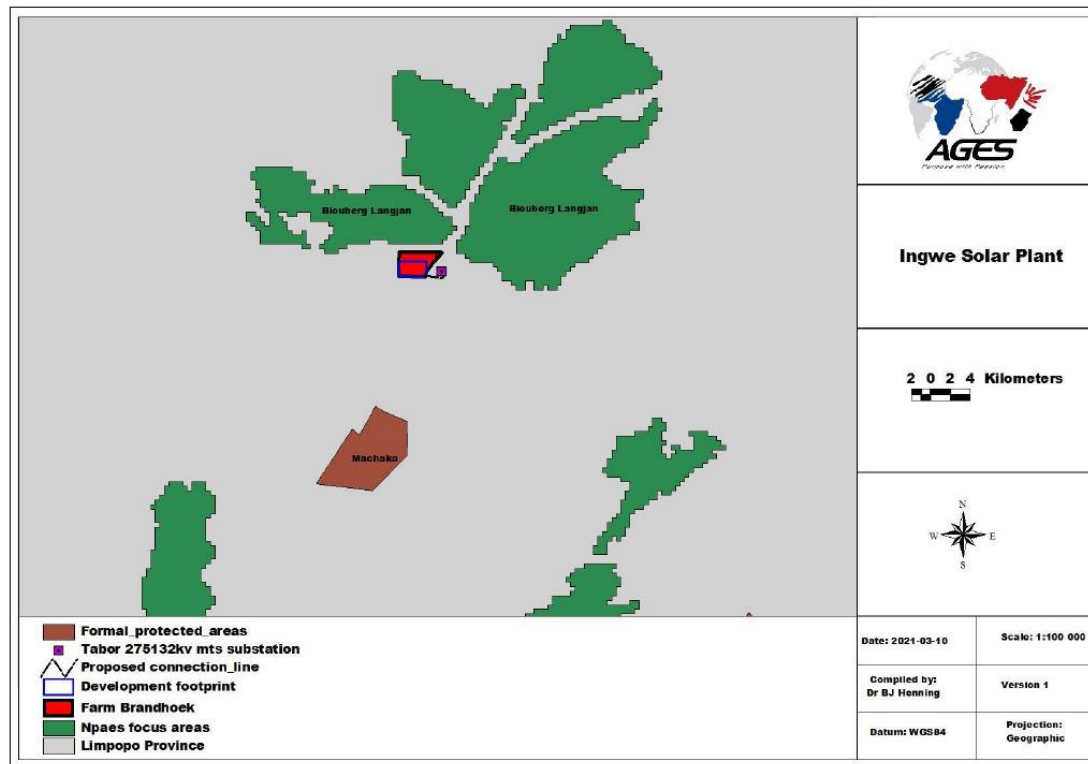 Blouberg Langjan
Blouberg Langjan
Machaka
AGES
Purposed with Passion
Ingwe Solar Plant
2 0 2 4 Kilometers
N
W E
S
Formal_protected_areas
Tabor 275132kv mts substation
Proposed connection_line
Development footprint
Farm Brandhoek
Npaes focus areas
Limpopo Province
Date: 2021-03-10
Scale: 1:100 000
Compiled by:
Dr BJ Henning
Version 1
Datum: WGS84
Projection:
Geographic